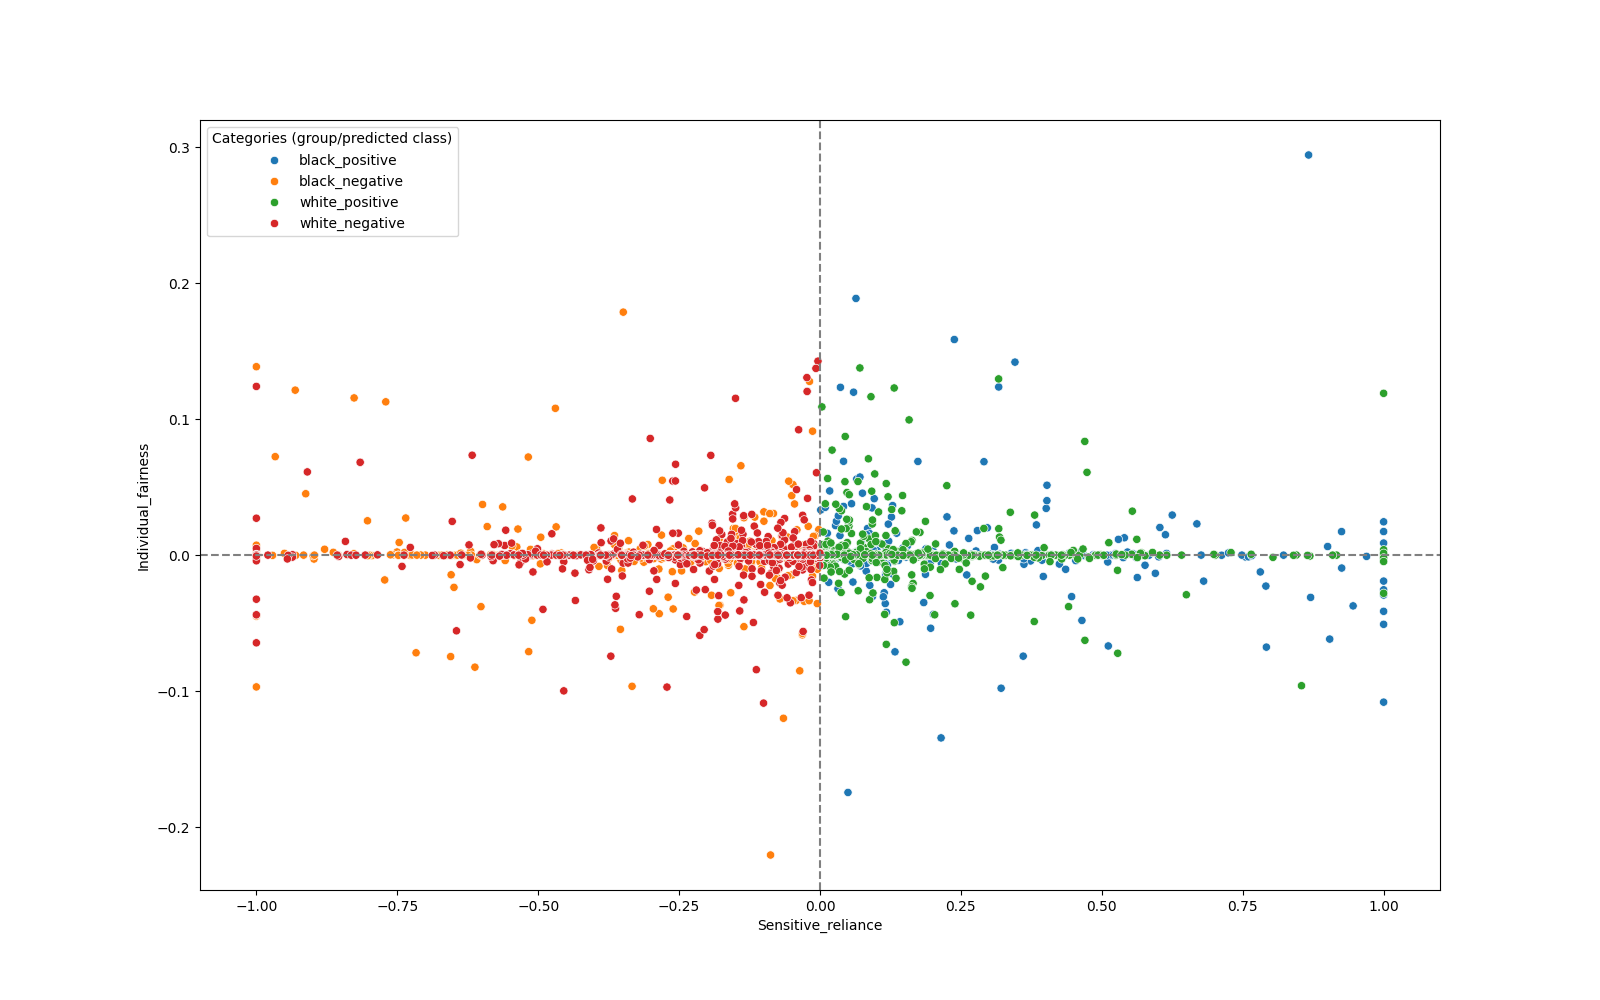 Categories (group/predicted class)
black_positive
black_negative
white_positive
white_negative
0.3
0.2
0.1
0.0
−0.1
−0.2
Individual_fairness
−1.00 −0.75 −0.50 −0.25 0.00 0.25 0.50 0.75 1.00
Sensitive_reliance